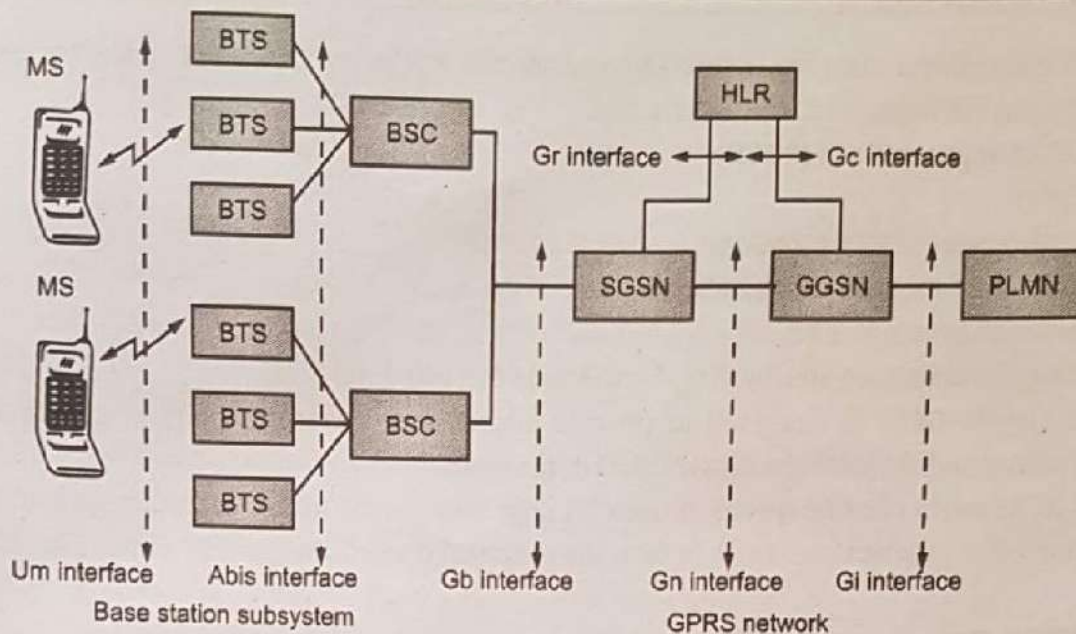 BTS
MS
HLR
BTS
BSC
Gr interface
Gc interface
BTS
MS
SGSN
GGSN
PLMN
BTS
BTS
BSC
BTS
Um interface
Abis interface
Gb interface
Gn interface
Gi interface
Base station subsystem
GPRS network